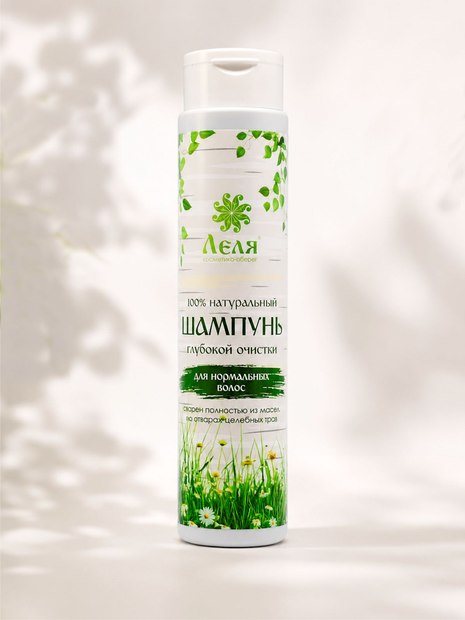 Леля
косметика-оберег
100% натуральный
ШАМПУНЬ
глубокой очистки
для нормальных
волос
сварен полностью из масел
на отварах целебных трав